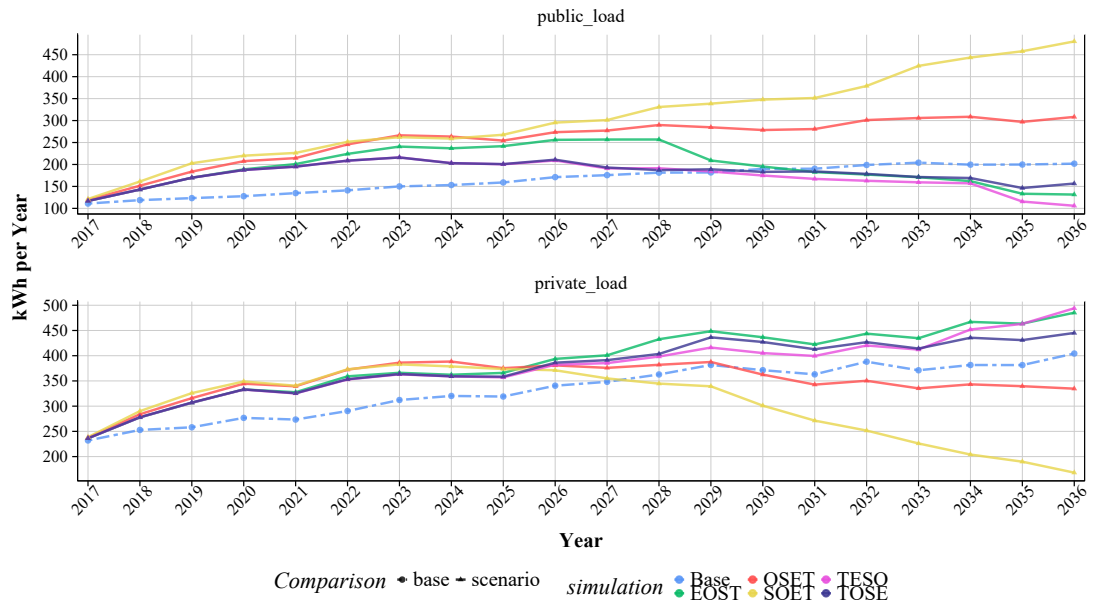 public_load
450
400
350
300
250
200
150
100
2017 2018 2019 2020 2021 2022 2023 2024 2025 2026 2027 2028 2029 2030 2031 2032 2033 2034 2035 2036
kWh per Year
private_load
500
450
400
350
300
250
200
2017 2018 2019 2020 2021 2022 2023 2024 2025 2026 2027 2028 2029 2030 2031 2032 2033 2034 2035 2036
Year
Comparison base scenario simulation Base OSET TESO
EOST SOET TOSE